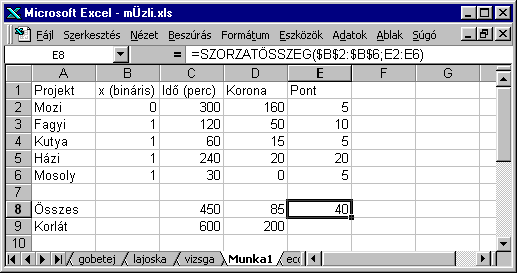 Microsoft Excel - mÜzli.xls
Fájl Szerkesztés Nézet Beszúrás Formátum Eszközök Adatok Ablak Súgó
E8 = =SZORZATÖSSZEG($B$2:$B$6;E2:E6)
A B C D E F G
1 Projekt x (bináris) Idő (perc) Korona Pont
2 Mozi 0 300 160 5
3 Fagyi 1 120 50 10
4 Kutya 1 60 15 5
5 Házi 1 240 20 20
6 Mosoly 1 30 0 5
7
8 Összes 450 85 40
9 Korlát 600 200
10
gobetej lajoska vizsga Munka1